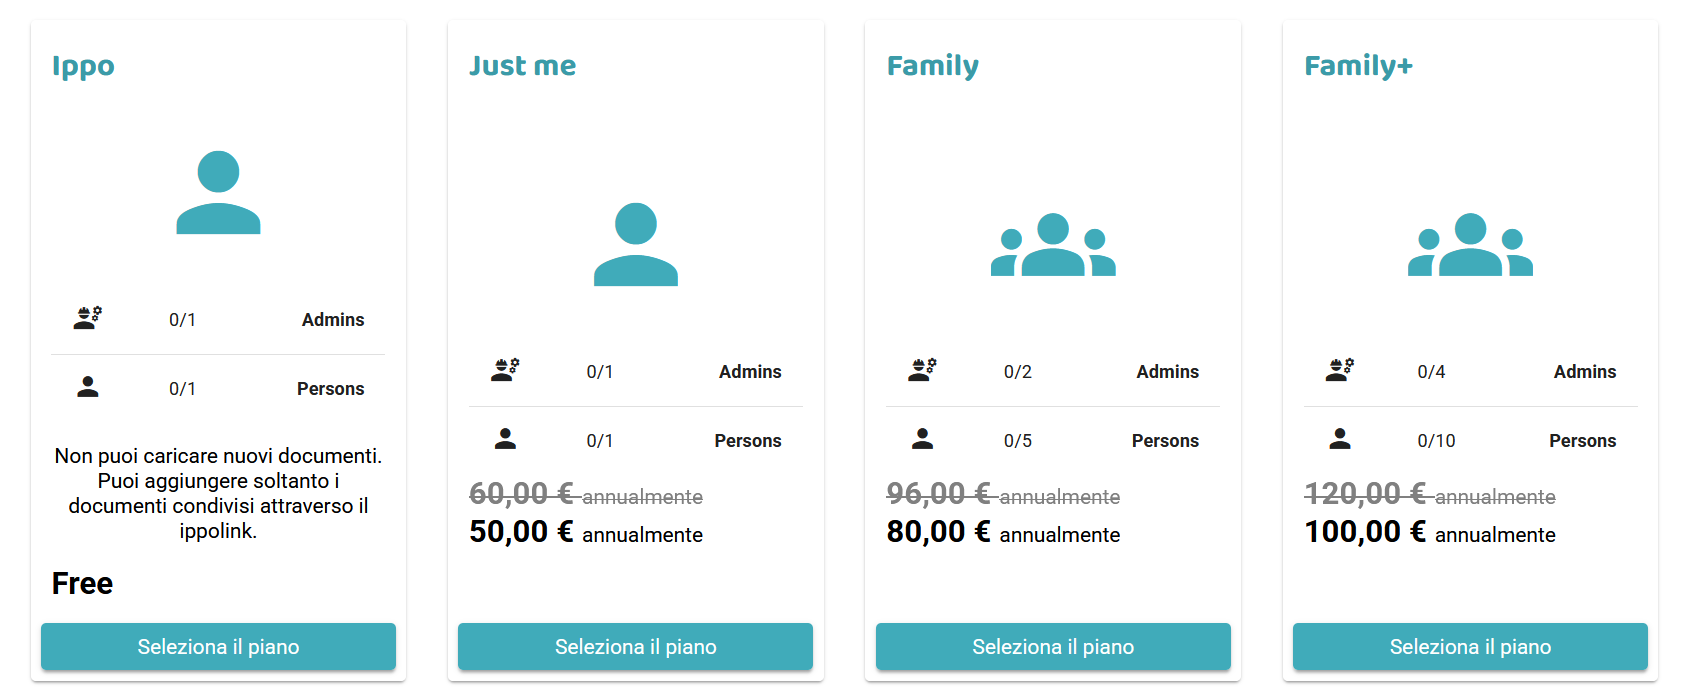 Ippo
0/1 Admins
0/1 Persons
Non puoi caricare nuovi documenti.
Puoi aggiungere soltanto i
documenti condivisi attraverso il
ippolink.
Free
Seleziona il piano
Just me
0/1 Admins
0/1 Persons
60,00 € annualmente
50,00 € annualmente
Seleziona il piano
Family
0/2 Admins
0/5 Persons
96,00 € annualmente
80,00 € annualmente
Seleziona il piano
Family+
0/4 Admins
0/10 Persons
120,00 € annualmente
100,00 € annualmente
Seleziona il piano